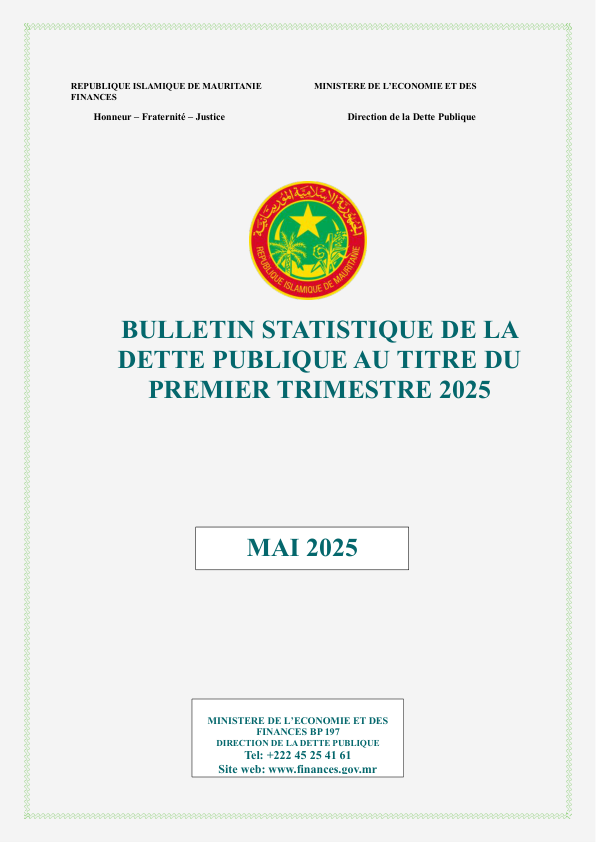 REPUBLIQUE ISLAMIQUE DE MAURITANIE MINISTERE DE L’ECONOMIE ET DES
FINANCES
Honneur – Fraternité – Justice Direction de la Dette Publique
الجمهورية الإسلامية الموريتانية
REPUBLIQUE ISLAMIQUE DE MAURITANIE
BULLETIN STATISTIQUE DE LA
DETTE PUBLIQUE AU TITRE DU
PREMIER TRIMESTRE 2025
MAI 2025
MINISTERE DE L’ECONOMIE ET DES
FINANCES BP 197
DIRECTION DE LA DETTE PUBLIQUE
Tel: +222 45 25 41 61
Site web: www.finances.gov.mr